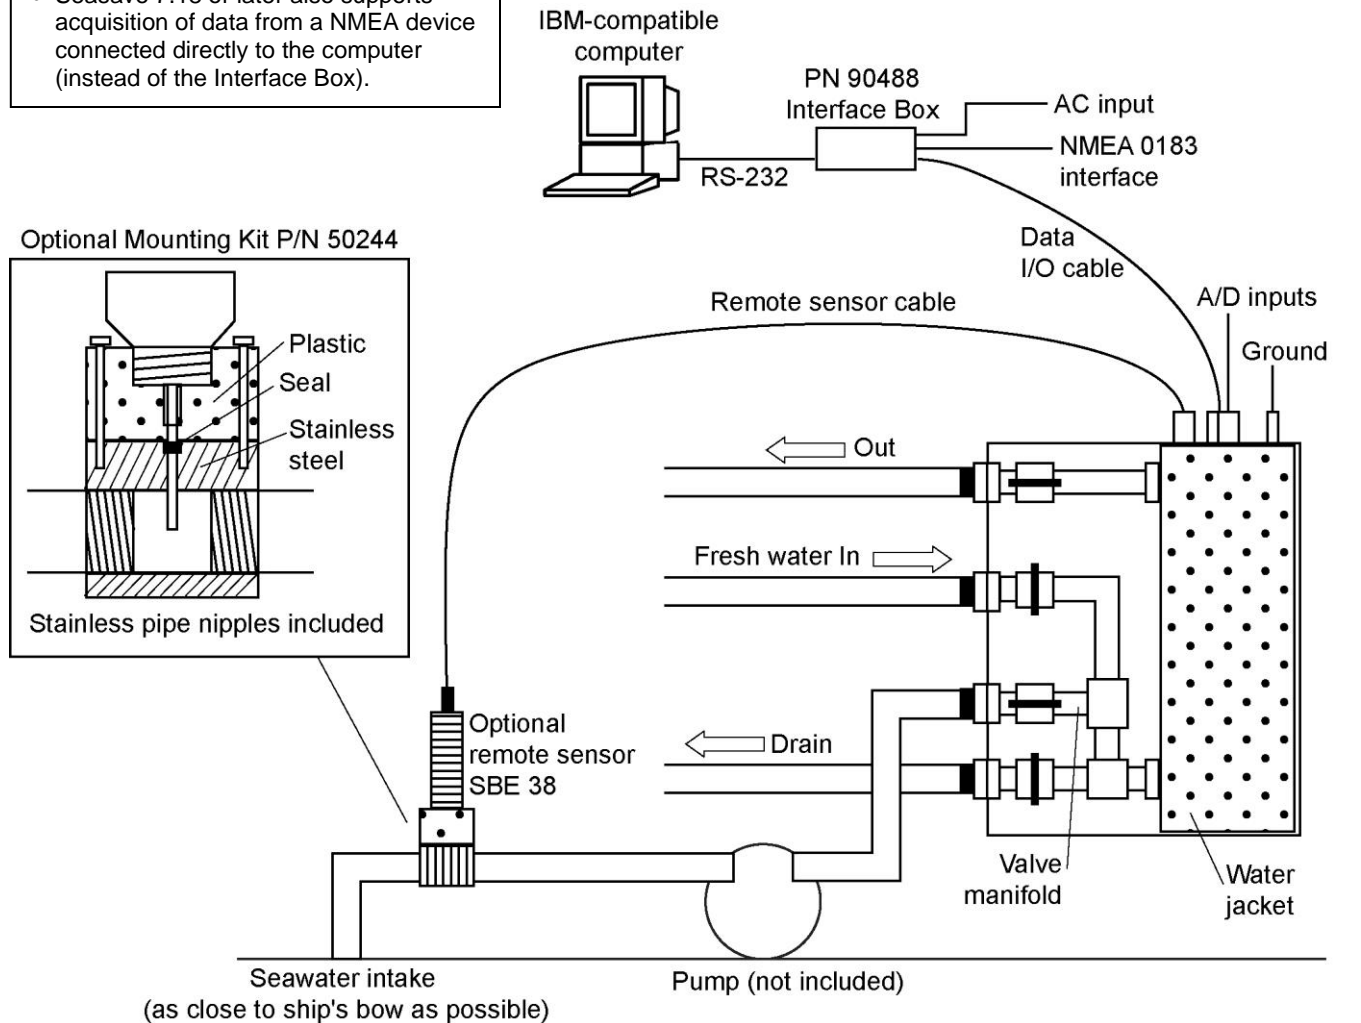 acquisition of data from a NMEA device
connected directly to the computer
(instead of the Interface Box).
IBM-compatible
computer
PN 90488
Interface Box
AC input
NMEA 0183
interface
RS-232
Data
I/O cable
A/D inputs
Ground
Remote sensor cable
Optional Mounting Kit P/N 50244
Plastic
Seal
Stainless
steel
Stainless pipe nipples included
Out
Fresh water In
Drain
Optional
remote sensor
SBE 38
Valve
manifold
Water
jacket
Seawater intake
(as close to ship's bow as possible)
Pump (not included)